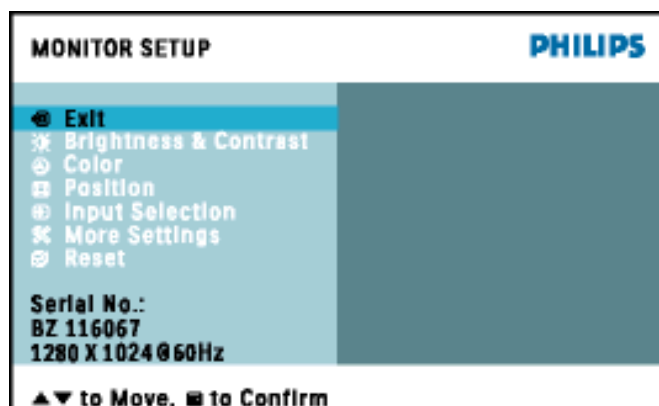 MONITOR SETUP
PHILIPS
Exit
Brightness & Contrast
Color
Position
Input Selection
More Settings
Reset
Serial No.:
BZ 116067
1280 X 1024@60Hz
▲▼ to Move, to Confirm